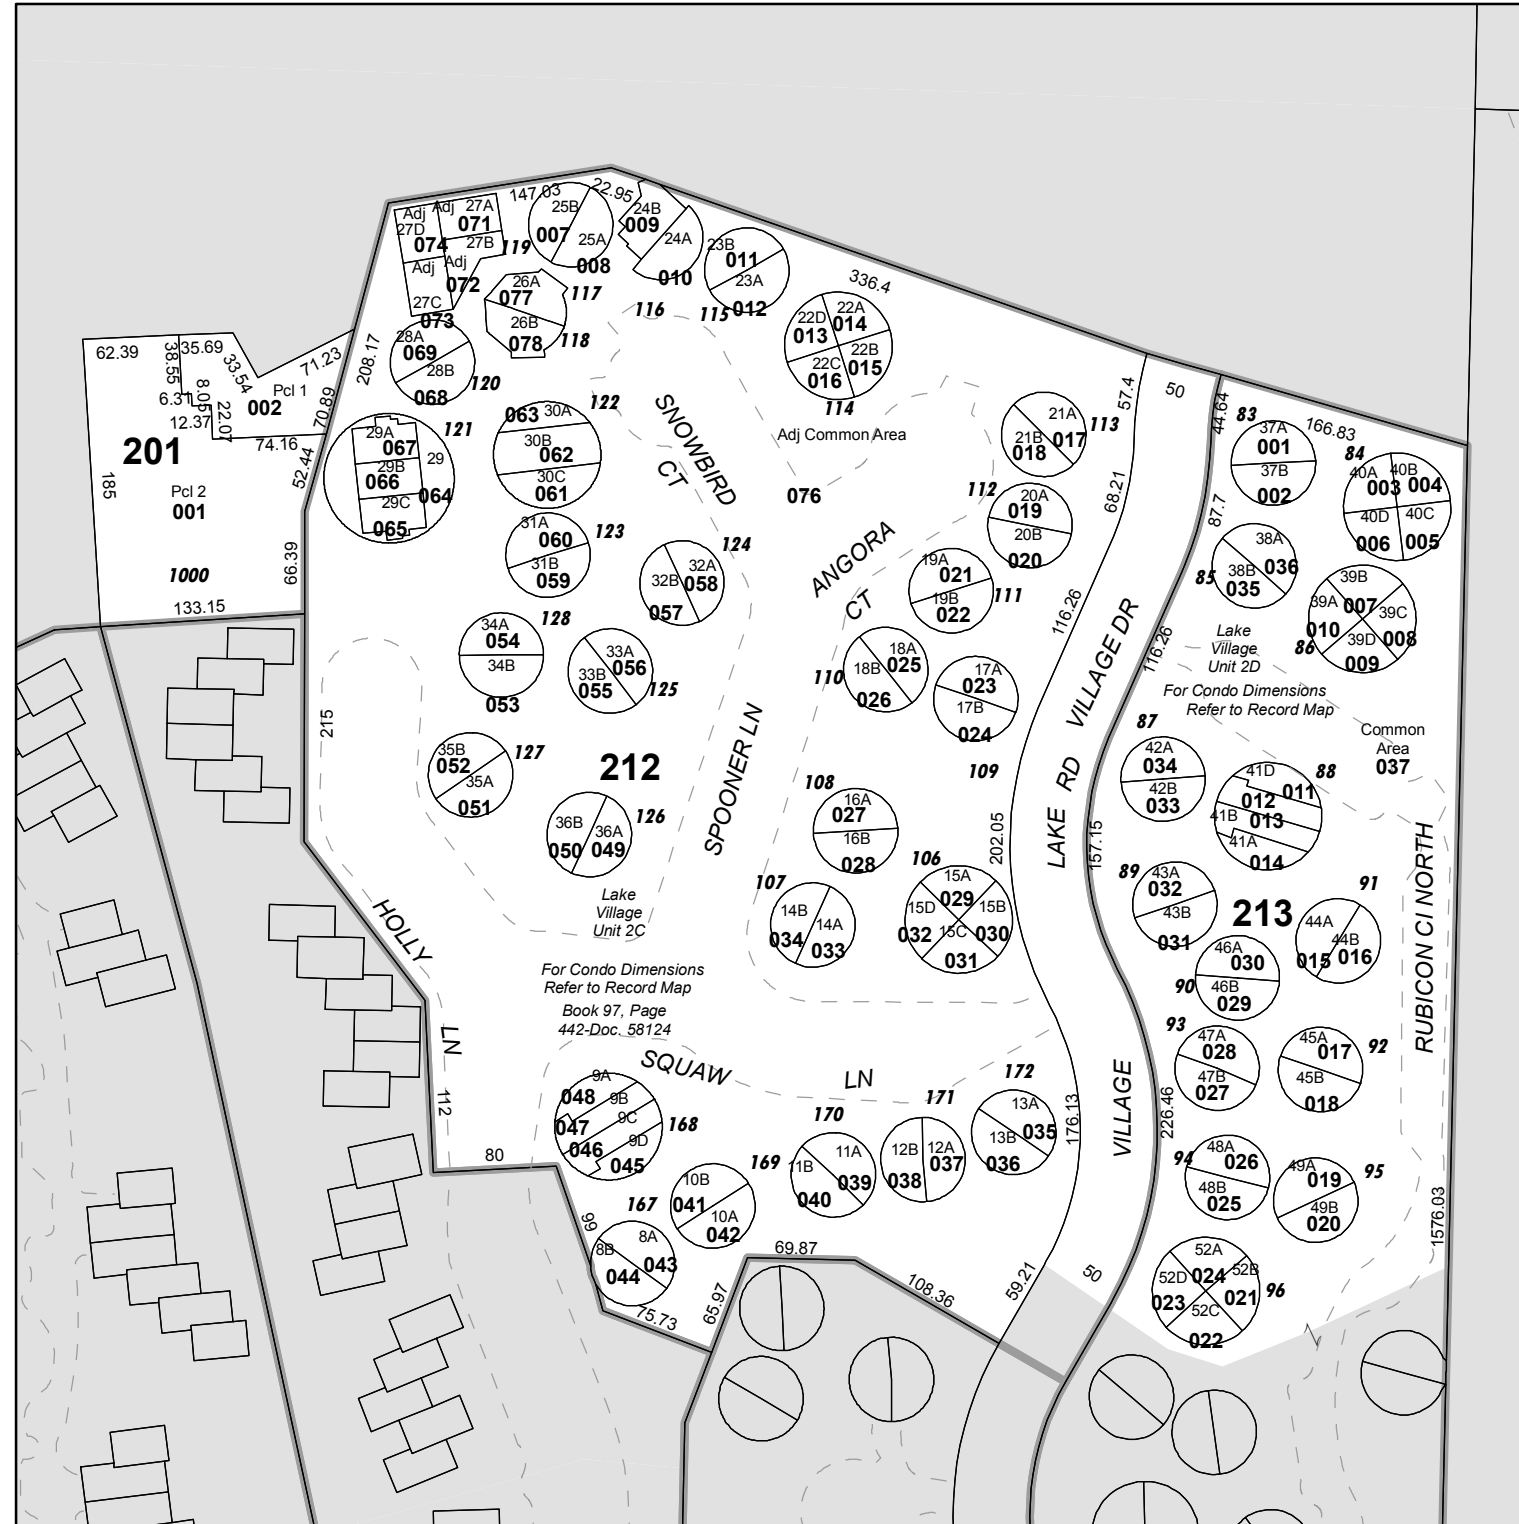 147.03
22.95
336.4
208.17
Adj
27D
074
Adj
27A
071
27B
119
Adj
27C
073
Adj
072
25B
007
25A
008
24B
009
24A
010
23B
011
23A
012
26A
077
26B
078
117
118
116
115
22D
013
22A
014
22B
015
22C
016
114
28A
069
28B
068
120
62.39
38.55
35.69
33.54
71.23
6.31
8.05
12.37
22.07
Pcl 1
002
74.16
70.89
52.44
201
185
Pcl 2
001
1000
66.39
133.15
121
29A
067
29
29B
066
064
29C
065
063
30A
122
30B
062
30C
061
SNOWBIRD
CT
Adj Common Area
076
21A
21B
017
018
113
57.4
50
44.64
68.21
87.7
83
37A
001
37B
002
166.83
84
40A
003
40B
004
40D
006
40C
005
112
20A
019
20B
020
31A
060
31B
059
123
124
32B
32A
058
057
ANGORA
CT
19A
021
19B
022
111
38A
036
38B
035
85
39B
39A
007
39C
010
008
39D
009
86
116.26
116.26
34A
054
34B
053
128
33A
056
33B
055
125
110
18A
025
18B
026
17A
023
17B
024
109
Lake
Village
Unit 2D
For Condo Dimensions
Refer to Record Map
Common
Area
037
215
35B
052
35A
051
127
212
SPOONER LN
36B
050
36A
049
126
108
16A
027
16B
028
202.05
LAKE RD
VILLAGE DR
157.15
87
42A
034
42B
033
88
41D
011
012
41B
013
41A
014
RUBICON CI NORTH
106
15A
029
15D
15B
032
15C
030
031
107
14B
034
14A
033
89
43A
032
43B
031
213
91
44A
44B
015
016
46A
030
46B
029
90
Lake
Village
Unit 2C
For Condo Dimensions
Refer to Record Map
Book 97, Page
442-Doc. 58124
HOLLY
LN
SQUAW
LN
93
47A
028
47B
027
45A
017
92
45B
018
112
80
9A
048
9B
9C
047
046
9D
045
168
170
171
172
13A
035
13B
036
176.13
VILLAGE
226.46
12B
12A
037
038
11A
11B
039
040
169
10B
041
10A
042
167
99
8A
8B
043
044
75.73
65.97
69.87
108.36
59.21
50
48A
026
48B
025
94
49A
019
49B
020
95
52A
52D
024
52B
023
021
52C
022
96
1576.03